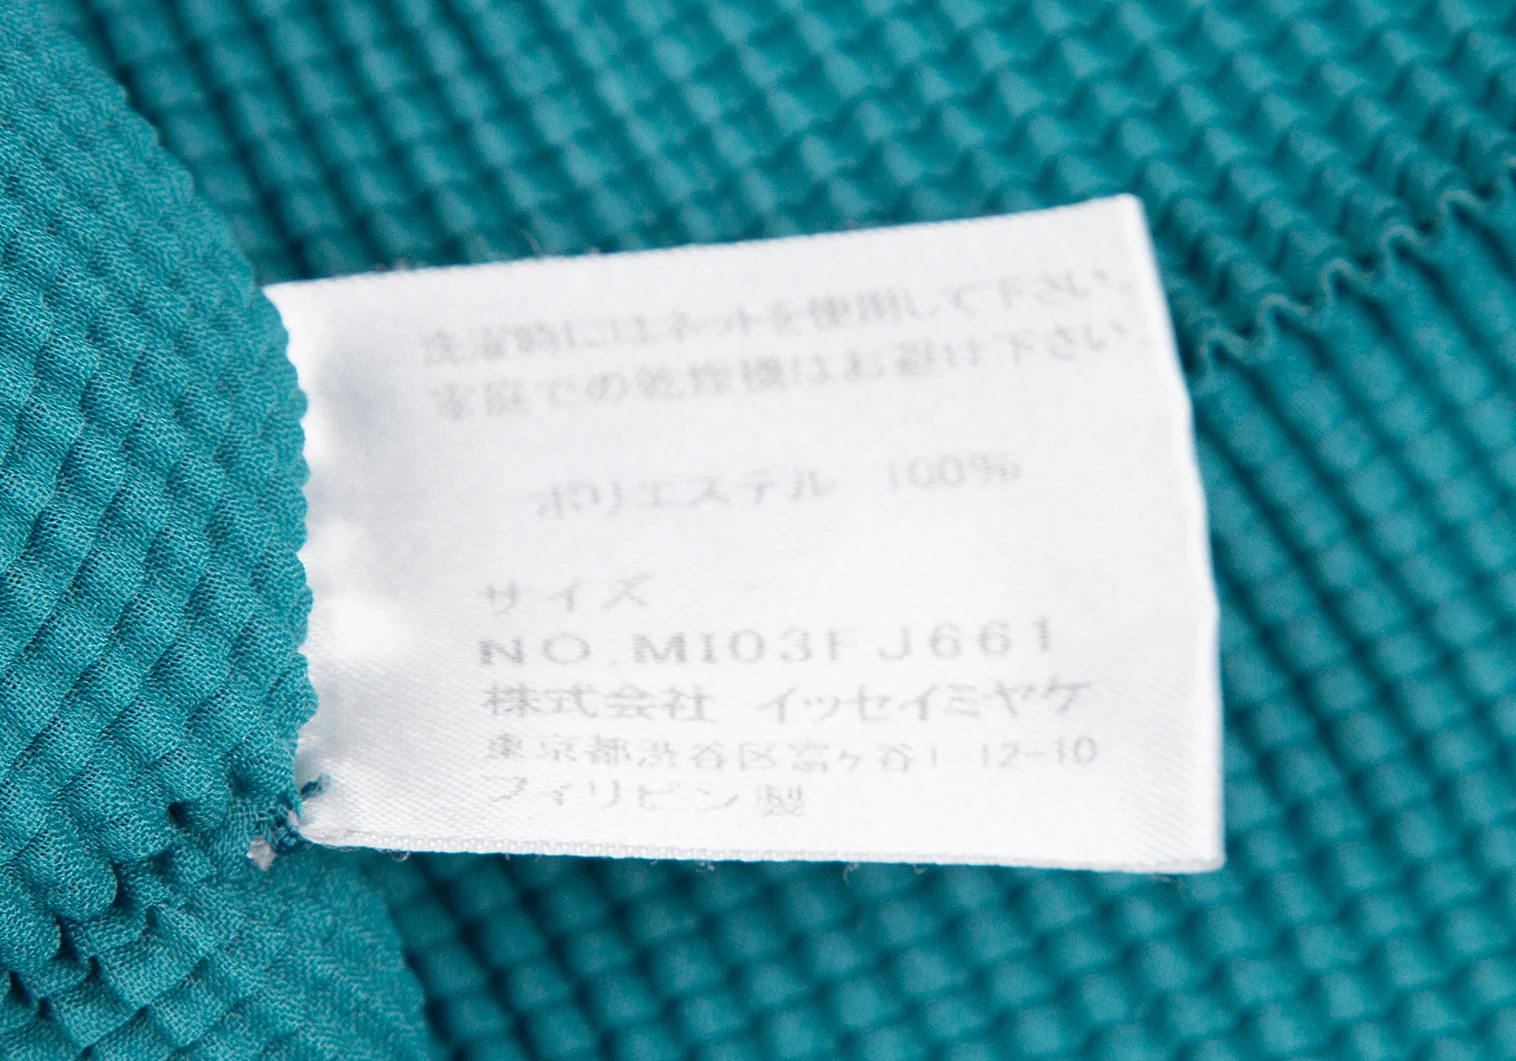 洗濯時にはネットを使用して下さい。
家庭での乾燥機はお避け下さい。
ポリエステル 100%
サイズ -
NO.MI03FJ661
株式会社 イッセイミヤケ
東京都渋谷区富ヶ谷1-12-10
フィリピン製